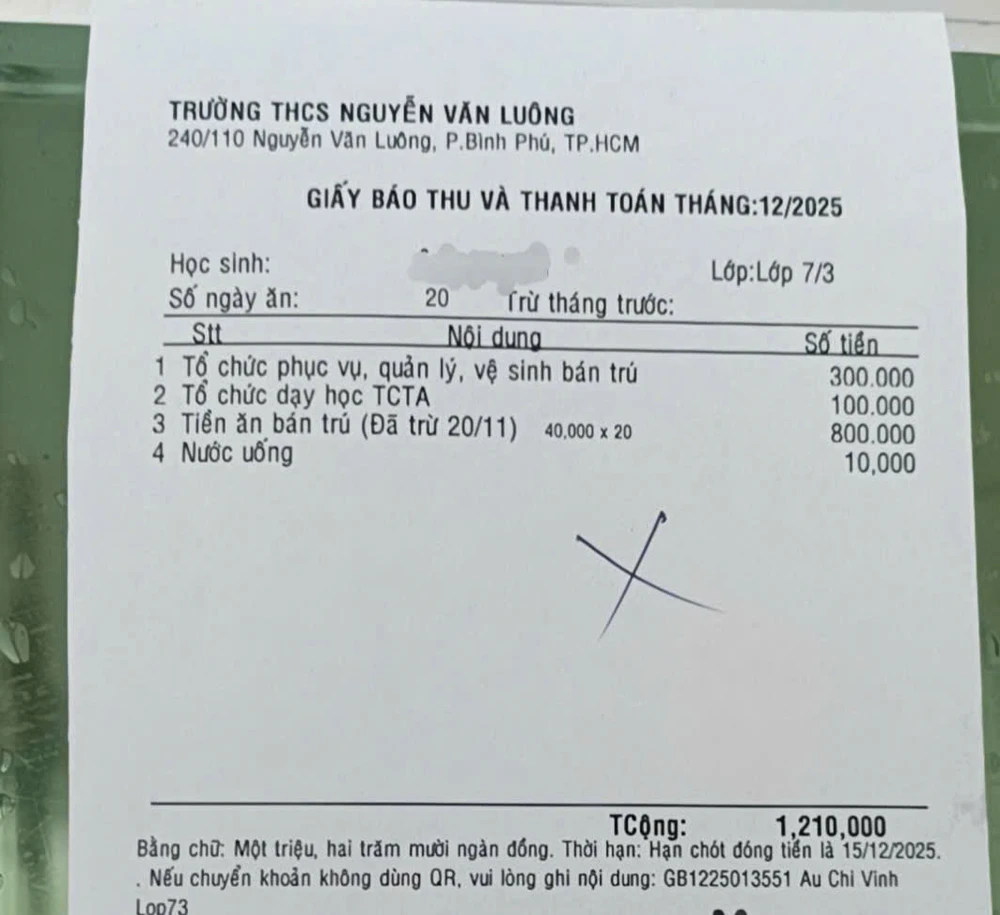 TRƯỜNG THCS NGUYỄN VĂN LUÔNG
240/110 Nguyễn Văn Luông, P.Bình Phú, TP.HCM
GIẤY BÁO THU VÀ THANH TOÁN THÁNG:12/2025
Học sinh: Lớp:Lớp 7/3
Số ngày ăn: 20 Trừ tháng trước:
Stt Nội dung Số tiền
1 Tổ chức phục vụ, quản lý, vệ sinh bán trú 300.000
2 Tổ chức dạy học TCTA 100.000
3 Tiền ăn bán trú (Đã trừ 20/11) 40,000 x 20 800.000
4 Nước uống 10,000
TCộng: 1,210,000
Bằng chữ: Một triệu, hai trăm mười ngàn đồng. Thời hạn: Hạn chót đóng tiền là 15/12/2025.
. Nếu chuyển khoản không dùng QR, vui lòng ghi nội dung: GB1225013551 Au Chi Vinh
Lop73